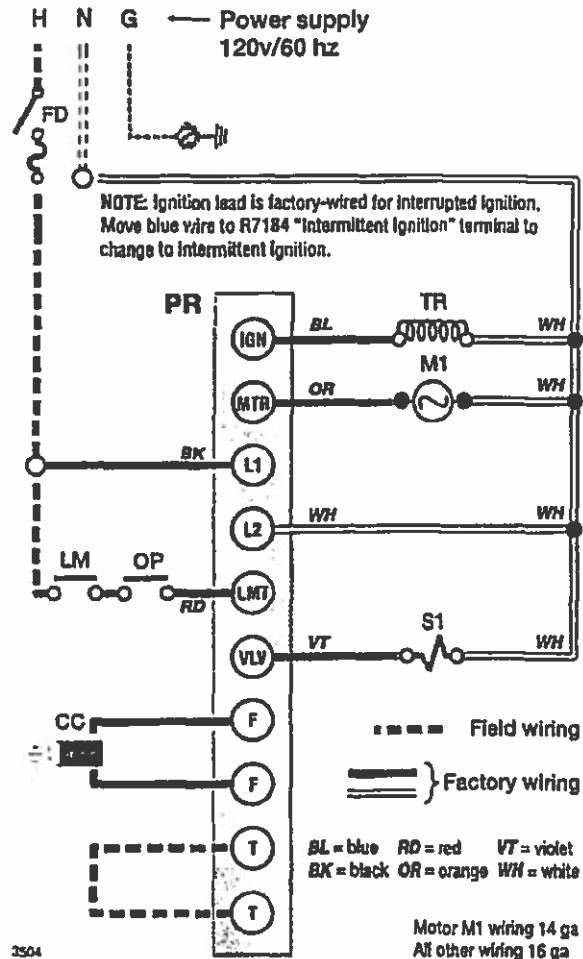 H N G ← Power supply
120v/60 hz
FD
NOTE: Ignition lead is factory-wired for interrupted ignition.
Move blue wire to R7184 "Intermittent Ignition" terminal to
change to intermittent ignition.
PR
IGN BL TR WH
MTR OR M1 WH
BK L1
L2 WH WH
LM OP RD LMT
VLV VT S1 WH
CC F
F
T
T
Field wiring
Factory wiring
BL = blue RD = red VT = violet
BK = black OR = orange WH = white
Motor M1 wiring 14 ga
All other wiring 16 ga
3504